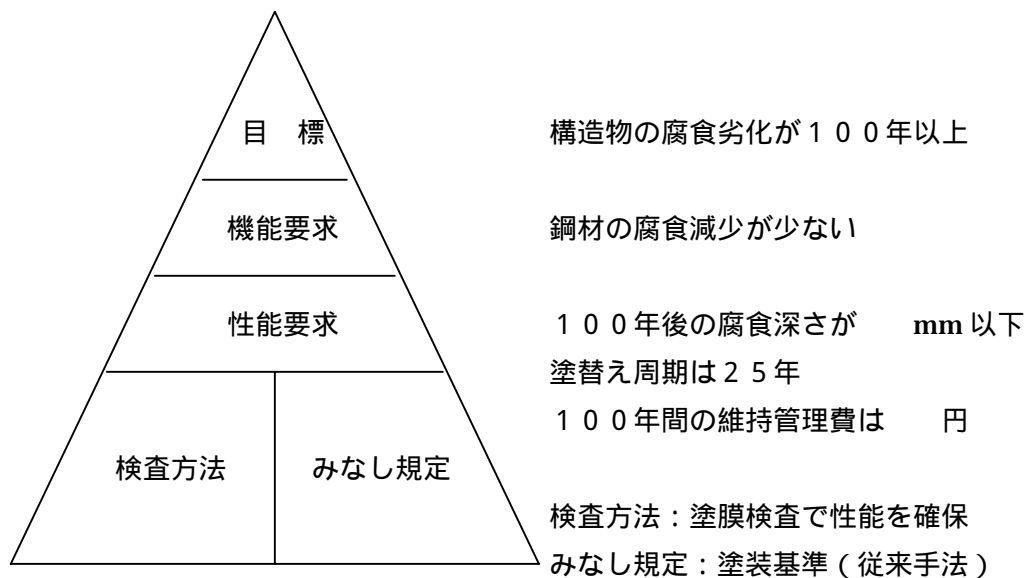 目　標
構造物の腐食劣化が１００年以上
機能要求
鋼材の腐食減少が少ない
性能要求
１００年後の腐食深さが　　mm以下
塗替え周期は２５年
１００年間の維持管理費は　　円
検査方法
みなし規定
検査方法：塗膜検査で性能を確保
みなし規定：塗装基準（従来手法）